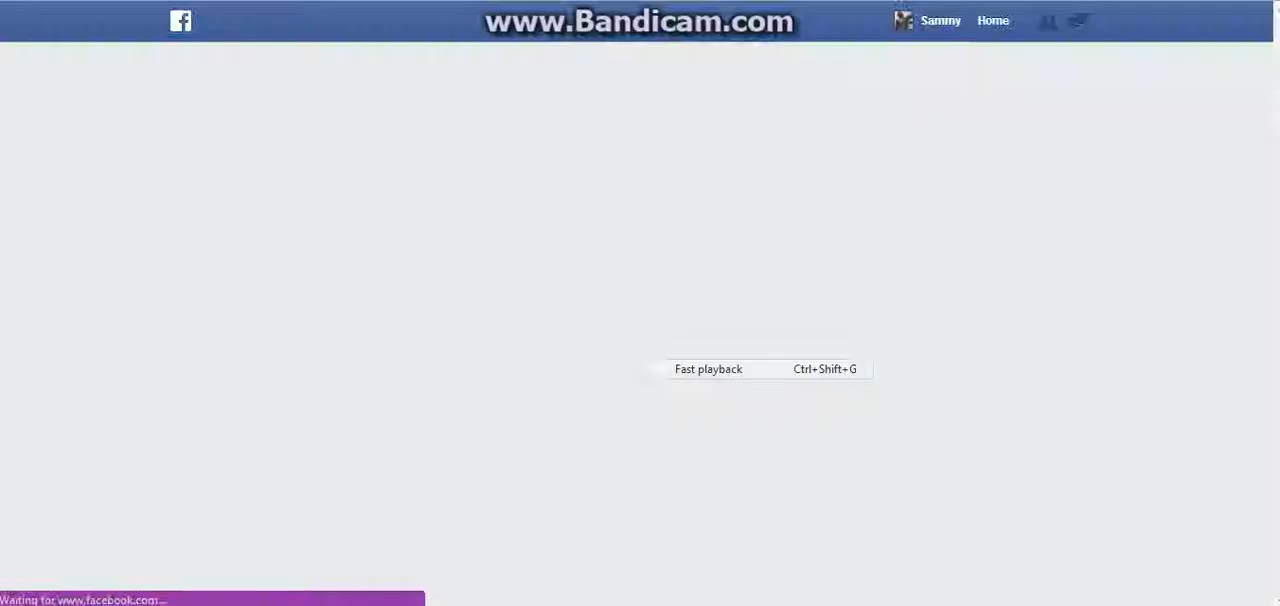 www.Bandicam.com
Sammy Home
Fast playback Ctrl+Shift+G
Waiting for www.facebook.com...